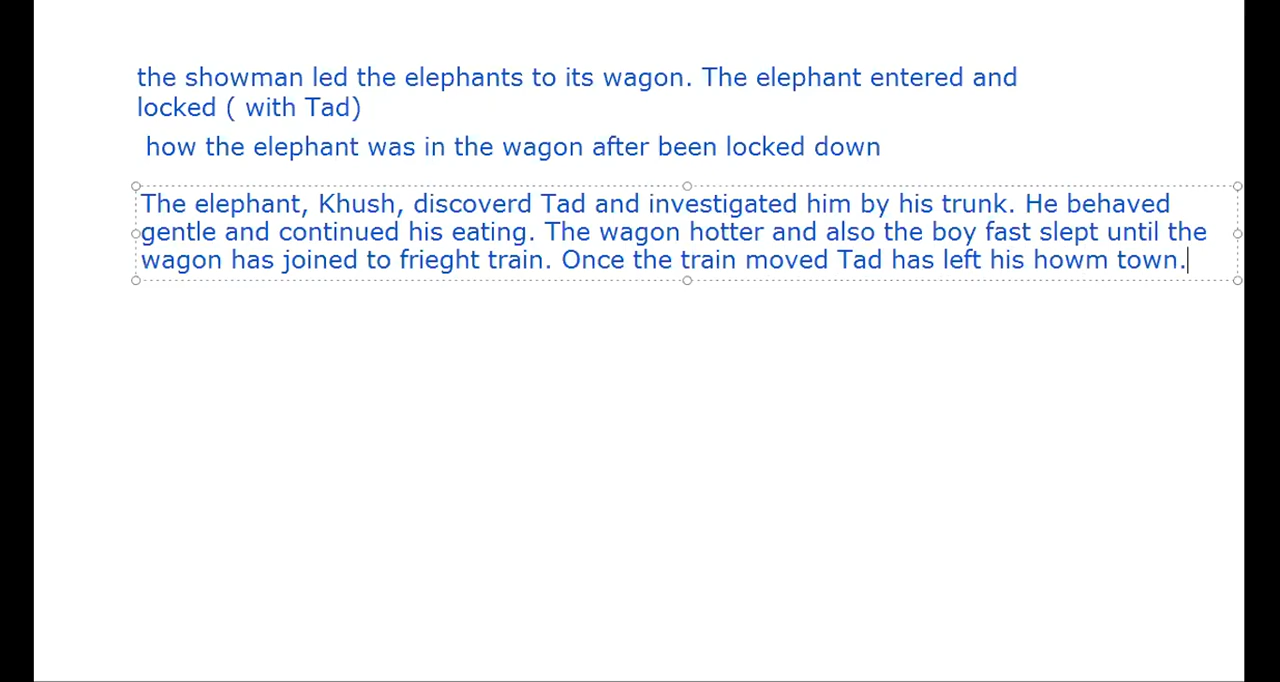 the showman led the elephants to its wagon. The elephant entered and
locked ( with Tad)
how the elephant was in the wagon after been locked down
The elephant, Khush, discoverd Tad and investigated him by his trunk. He behaved
gentle and continued his eating. The wagon hotter and also the boy fast slept until the
wagon has joined to frieght train. Once the train moved Tad has left his howm town.